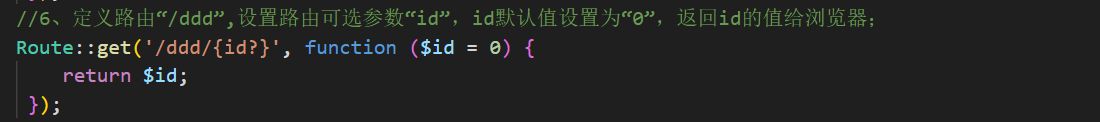 //6、定义路由“/ddd”,设置路由可选参数“id”，id默认值设置为“0”，返回id的值给浏览器;
Route::get('/ddd/{id?}', function ($id = 0) {
    return $id;
});